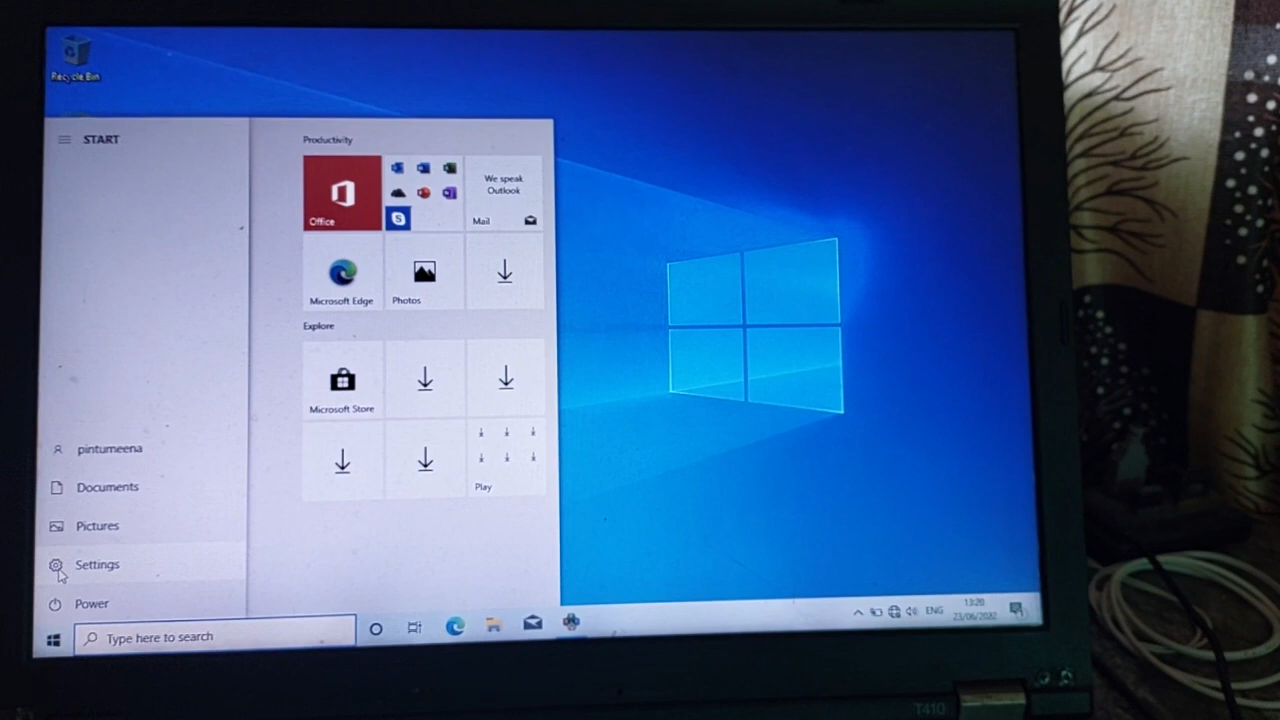 Recycle Bin
START
Productivity
Office
We speak
Outlook
Mail
Microsoft Edge
Photos
Explore
Microsoft Store
Play
pintumeena
Documents
Pictures
Settings
Power
Type here to search
ENG
13:20
T410